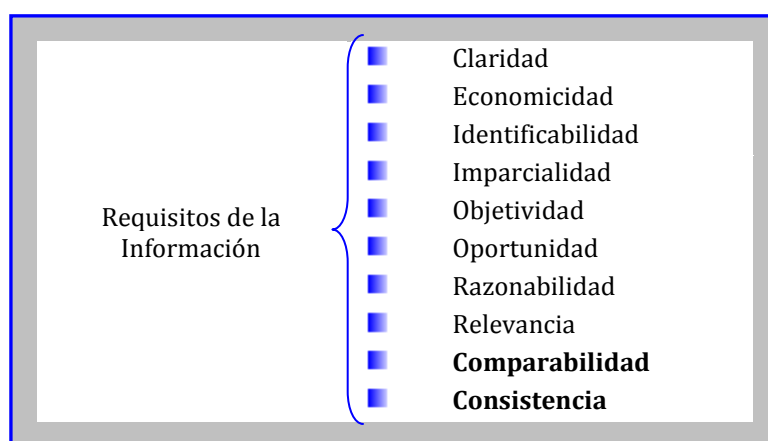 Requisitos de la
Información
Claridad
Economicidad
Identificabilidad
Imparcialidad
Objetividad
Oportunidad
Razonabilidad
Relevancia
Comparabilidad
Consistencia